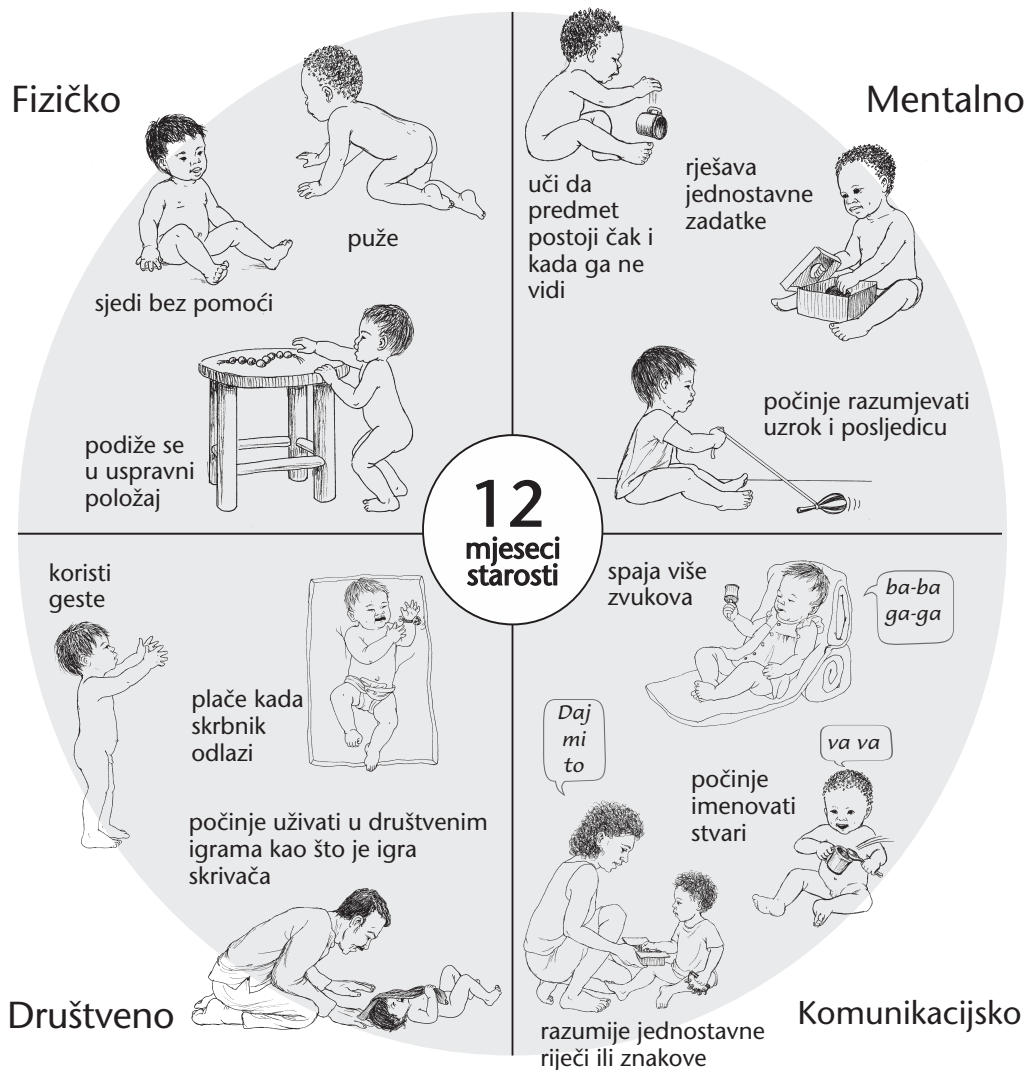 Fizičko
puže
sjedi bez pomoći
podiže se
u uspravni
položaj
Mentalno
uči da
predmet
postoji čak i
kada ga ne
vidi
rješava
jednostavne
zadatke
počinje razumjevati
uzrok i posljedicu
12
mjeseci
starosti
koristi
geste
plače kada
skrbnik
odlazi
počinje uživati u društvenim
igrama kao što je igra
skrivača
Društveno
spaja više
zvukova
ba-ba
ga-ga
Daj
mi
to
va va
počinje
imenovati
stvari
razumije jednostavne
riječi ili znakove
Komunikacijsko